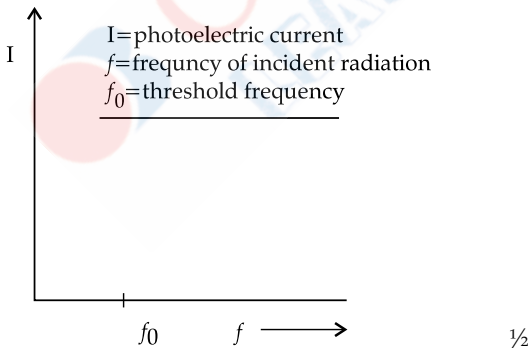 I
I=photoelectric current
f=frequncy of incident radiation
f0=threshold frequency
f0 f
½